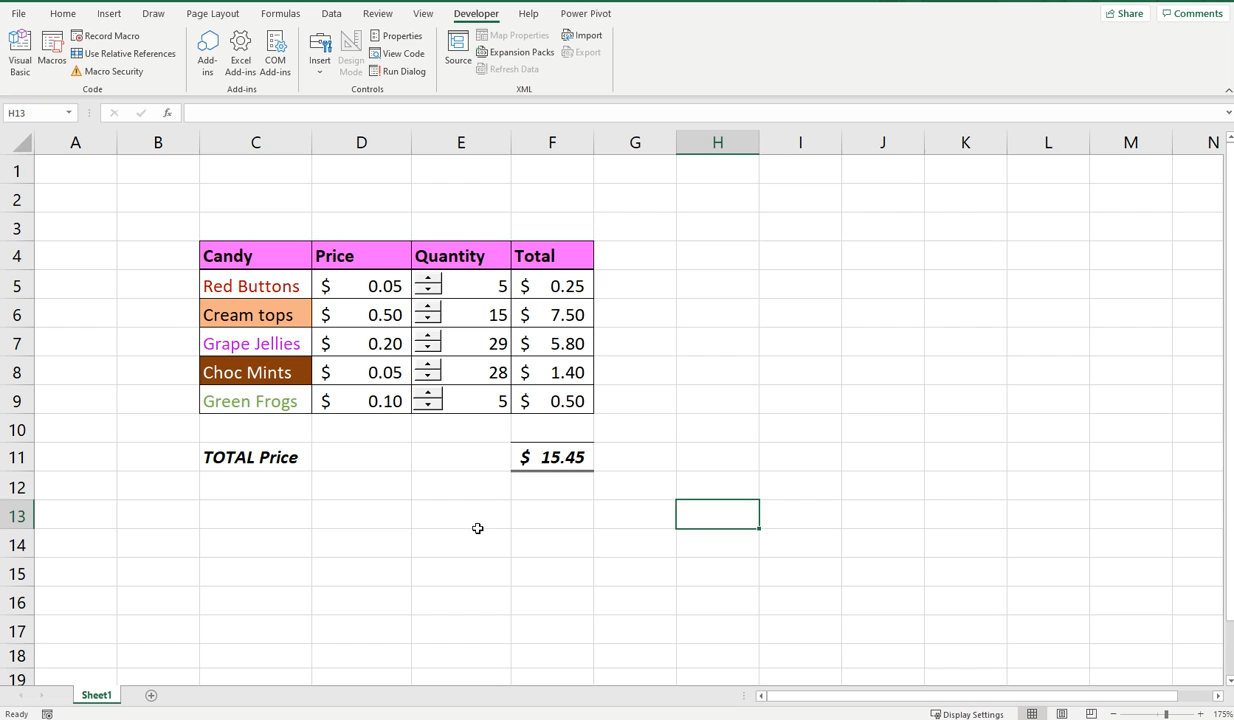 File Home Insert Draw Page Layout Formulas Data Review View Developer Help Power Pivot Share Comments
Visual Basic
Macros
Record Macro
Use Relative References
Macro Security
Code
Add-ins
Excel Add-ins
COM Add-ins
Add-ins
Insert
Design Mode
Properties
View Code
Run Dialog
Controls
Source
Map Properties
Expansion Packs
Refresh Data
Import
Export
XML
H13 fx
A B C D E F G H I J K L M N
1
2
3
4 Candy Price Quantity Total
5 Red Buttons $ 0.05 5 $ 0.25
6 Cream tops $ 0.50 15 $ 7.50
7 Grape Jellies $ 0.20 29 $ 5.80
8 Choc Mints $ 0.05 28 $ 1.40
9 Green Frogs $ 0.10 5 $ 0.50
10
11 TOTAL Price $ 15.45
12
13
14
15
16
17
18
19
Sheet1
Ready Display Settings 175%